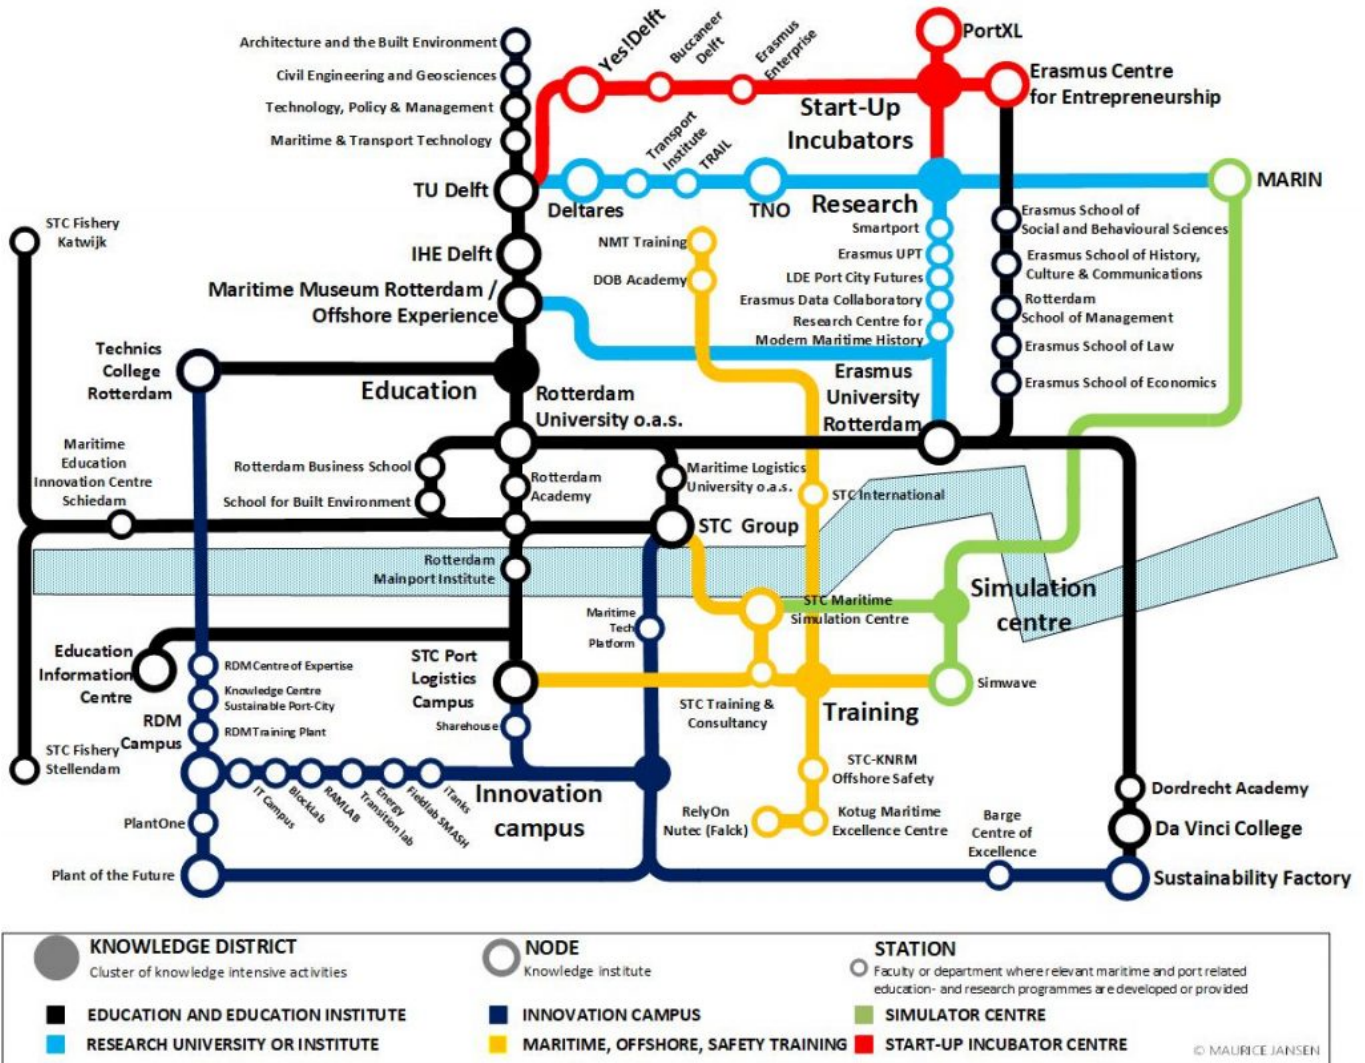 Architecture and the Built Environment
Civil Engineering and Geosciences
Technology, Policy & Management
Maritime & Transport Technology
TU Delft
IHE Delft
Maritime Museum Rotterdam /
Offshore Experience
Yes!Delft
Buccaneer
Delft
Erasmus
Enterprise
PortXL
Erasmus Centre
for Entrepreneurship
Start-Up
Incubators
Transport
Institute
TRAIL
Deltares
TNO
Research
MARIN
Smartport
Erasmus UPT
LDE Port City Futures
Erasmus Data Collaboratory
Research Centre for
Modern Maritime History
Erasmus
University
Rotterdam
Erasmus School of
Social and Behavioural Sciences
Erasmus School of History,
Culture & Communications
Rotterdam
School of Management
Erasmus School of Law
Erasmus School of Economics
NMT Training
DOB Academy
STC Fishery
Katwijk
Technics
College
Rotterdam
Education
Rotterdam
University o.a.s.
Maritime
Education
Innovation Centre
Schiedam
Rotterdam Business School
School for Built Environment
Rotterdam
Academy
Maritime Logistics
University o.a.s.
STC International
STC Group
Rotterdam
Mainport Institute
Maritime
Tech
Platform
STC Maritime
Simulation Centre
Simulation
centre
Education
Information
Centre
RDM Centre of Expertise
Knowledge Centre
Sustainable Port-City
RDM Training Plant
RDM
Campus
STC Port
Logistics
Campus
Sharehouse
STC Training &
Consultancy
Training
Simwave
STC Fishery
Stellendam
IT Campus
BlockLab
RAMLAB
Energy
Transition lab
Fieldlab SMASH
iTanks
Innovation
campus
STC-KNRM
Offshore Safety
RelyOn
Nutec (Falck)
Kotug Maritime
Excellence Centre
Barge
Centre of
Excellence
Dordrecht Academy
Da Vinci College
Sustainability Factory
PlantOne
Plant of the Future
KNOWLEDGE DISTRICT
Cluster of knowledge intensive activities
NODE
Knowledge institute
STATION
Faculty or department where relevant maritime and port related
education- and research programmes are developed or provided
EDUCATION AND EDUCATION INSTITUTE
INNOVATION CAMPUS
SIMULATOR CENTRE
RESEARCH UNIVERSITY OR INSTITUTE
MARITIME, OFFSHORE, SAFETY TRAINING
START-UP INCUBATOR CENTRE
© MAURICE JANSEN